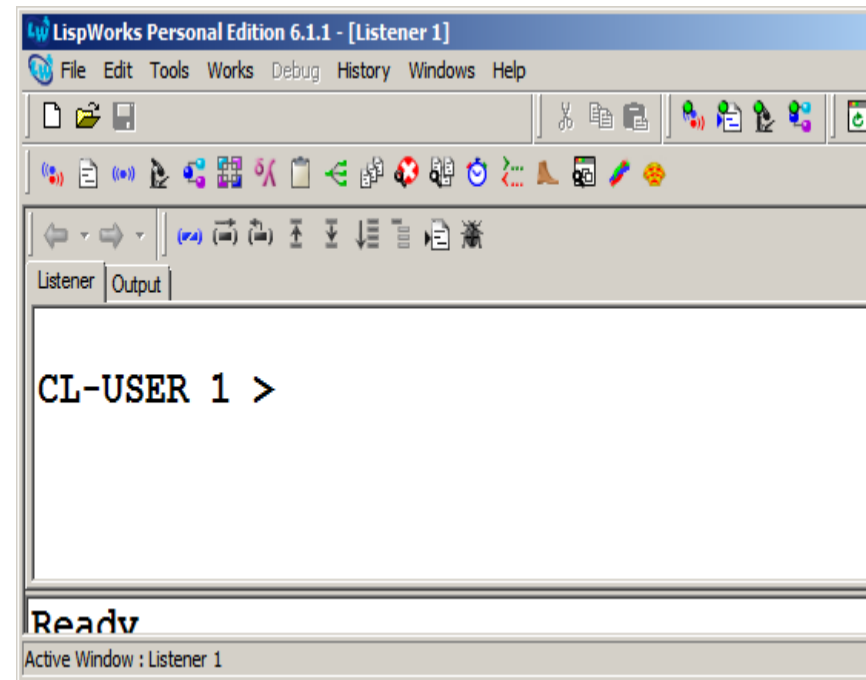 LispWorks Personal Edition 6.1.1 - [Listener 1]
File Edit Tools Works Debug History Windows Help
Listener Output
CL-USER 1 >
Ready
Active Window : Listener 1